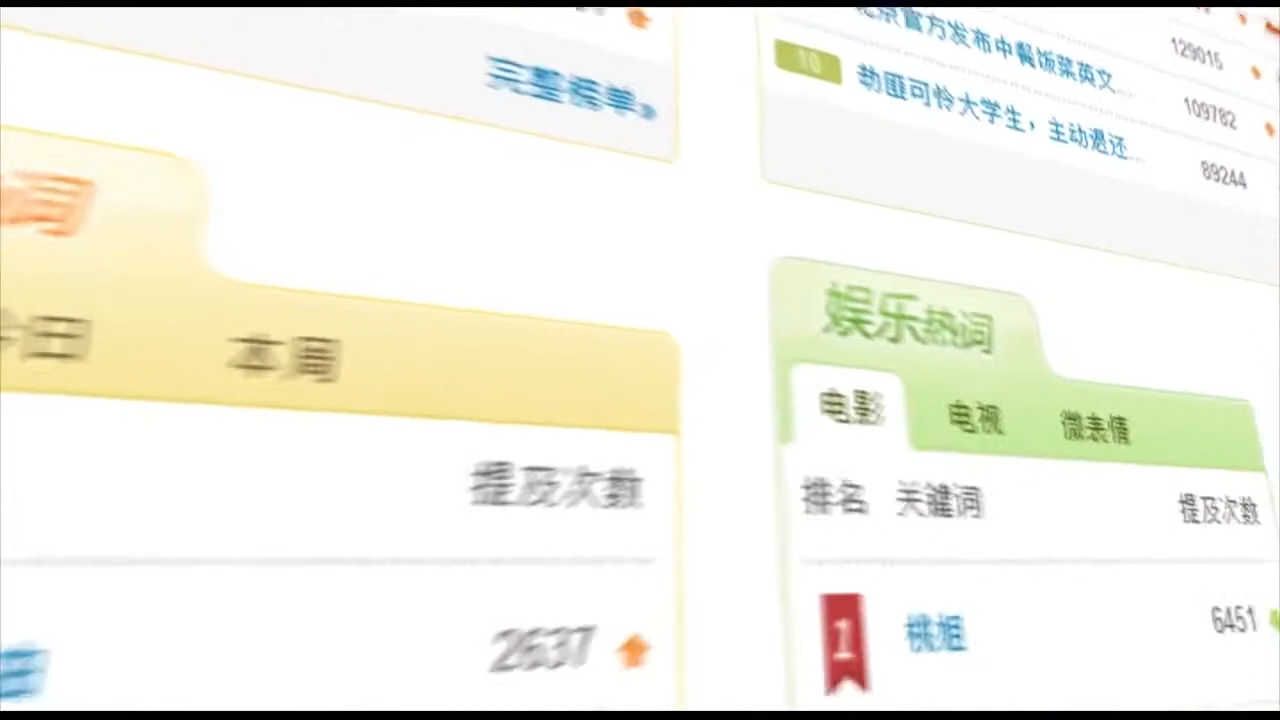 完整榜单»
词
今日 本周
提及次数
2637
北京官方发布中餐饭菜英文... 129015
109782
10 劫匪可怜大学生，主动退还... 89244
娱乐热词
电影 电视 微表情
排名 关键词 提及次数
1 桃姐 6451